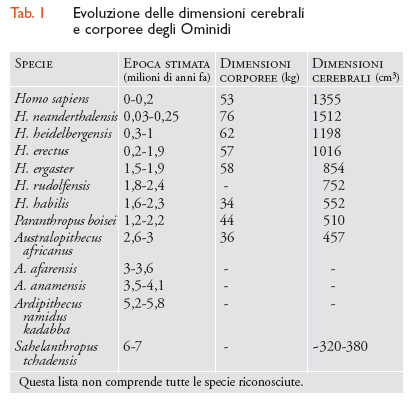 Tab. 1 Evoluzione delle dimensioni cerebrali
e corporee degli Ominidi
SPECIE EPOCA STIMATA DIMENSIONI DIMENSIONI
(milioni di anni fa) CORPOREE (kg) CEREBRALI (cm³)
Homo sapiens 0-0,2 53 1355
H. neanderthalensis 0,03-0,25 76 1512
H. heidelbergensis 0,3-1 62 1198
H. erectus 0,2-1,9 57 1016
H. ergaster 1,5-1,9 58 854
H. rudolfensis 1,8-2,4 - 752
H. habilis 1,6-2,3 34 552
Paranthropus boisei 1,2-2,2 44 510
Australopithecus 2,6-3 36 457
africanus
A. afarensis 3-3,6 - -
A. anamensis 3,5-4,1 - -
Ardipithecus 5,2-5,8 - -
ramidus
kadabba
Sahelanthropus 6-7 - ~320-380
tchadensis
Questa lista non comprende tutte le specie riconosciute.